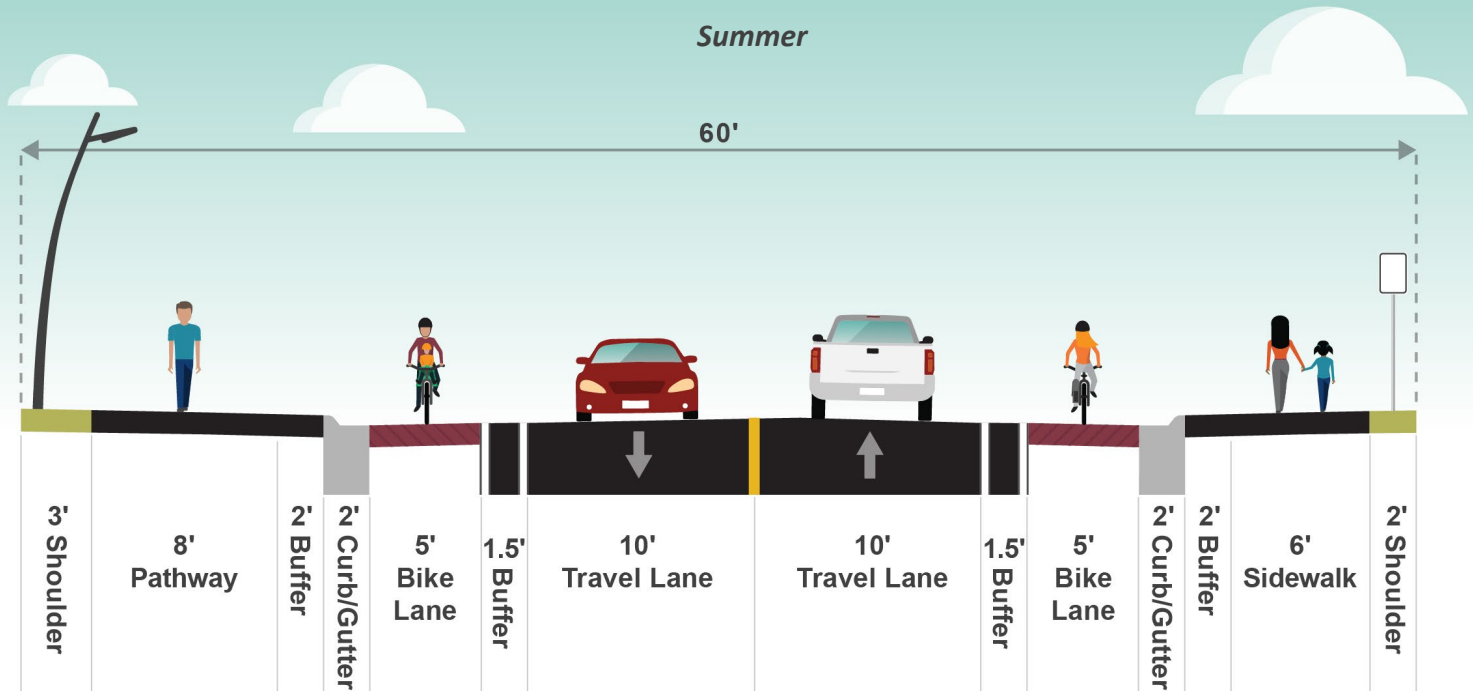 Summer
60'
3' Shoulder
8'
Pathway
2' Buffer
2' Curb/Gutter
5'
Bike
Lane
1.5'
Buffer
10'
Travel Lane
10'
Travel Lane
1.5'
Buffer
5'
Bike
Lane
2' Curb/Gutter
2' Buffer
6'
Sidewalk
2' Shoulder